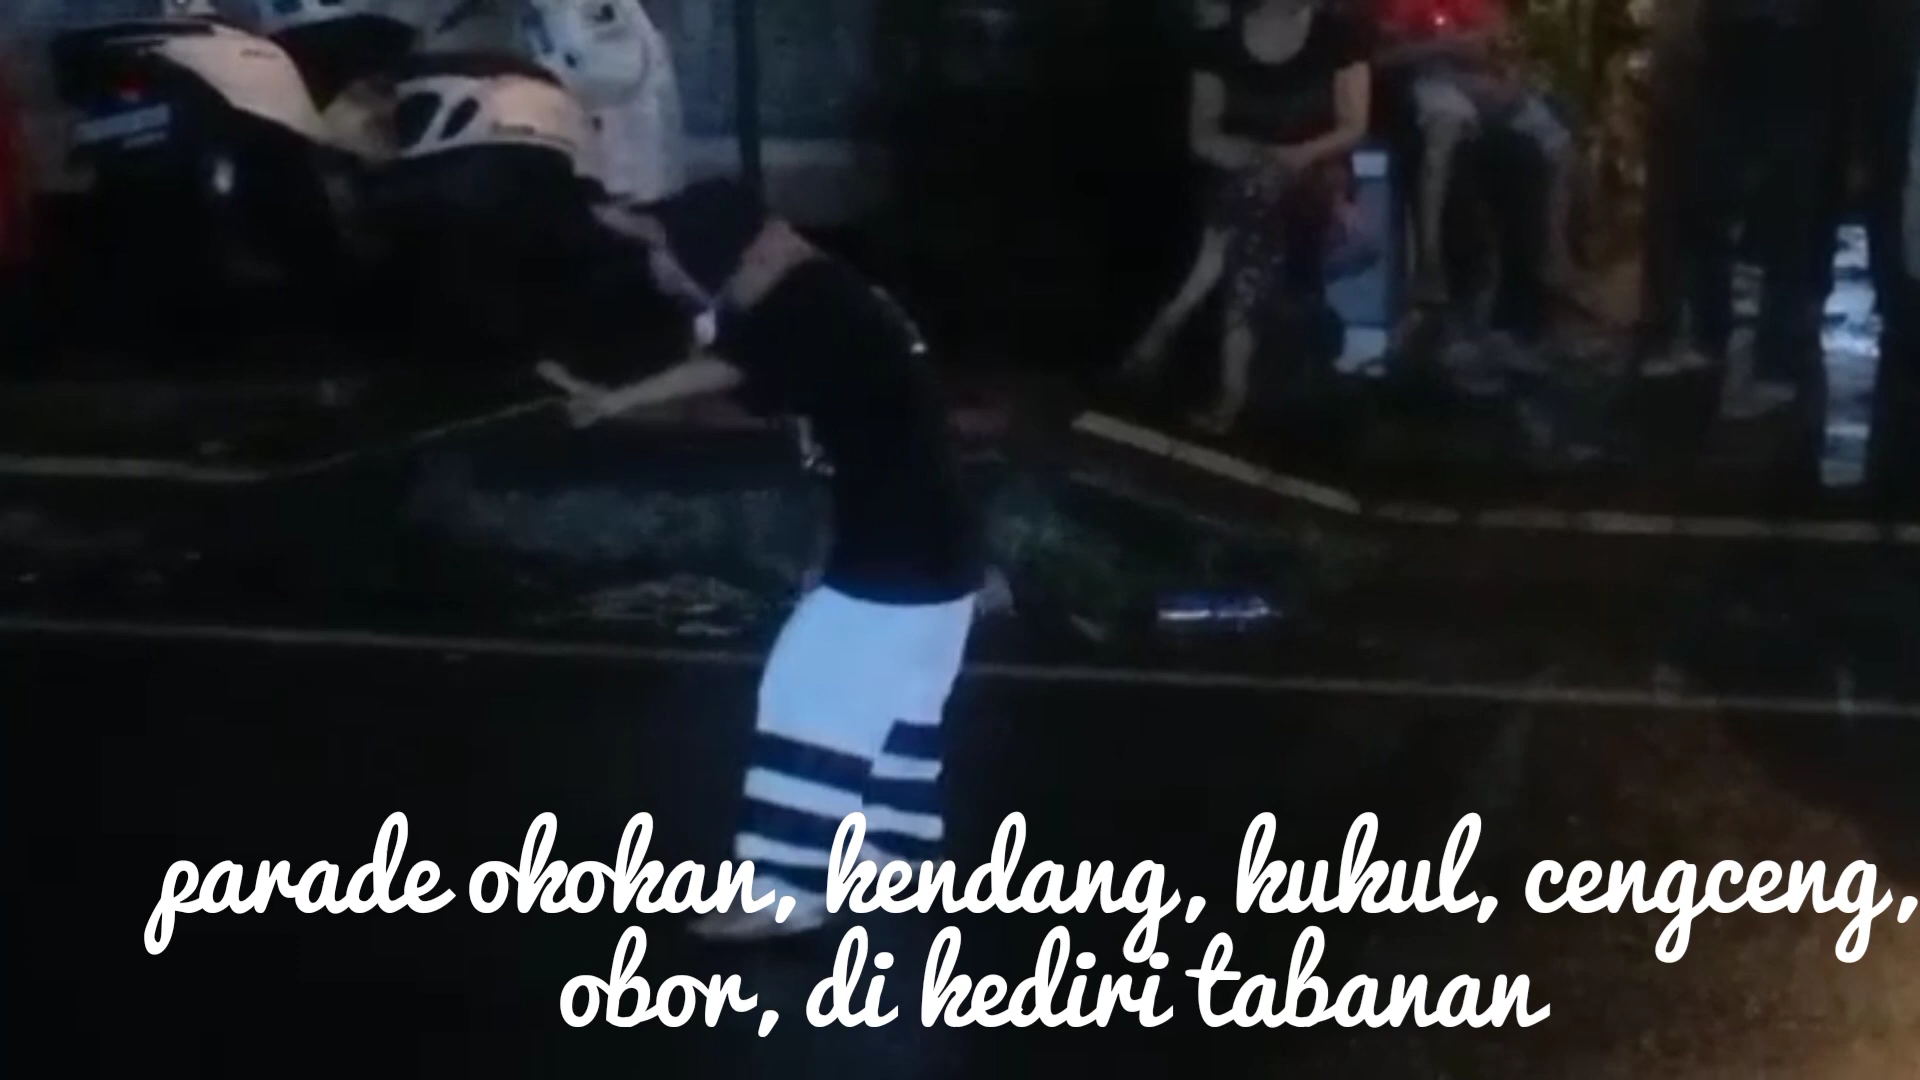 parade okokan, kendang, kukul, cengceng,
obor, di kediri tabanan